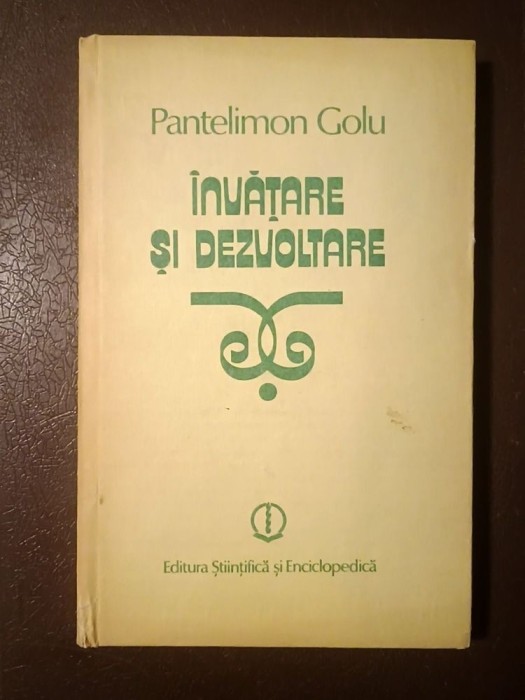 Pantelimon Golu
ÎNVĂȚARE
ȘI DEZVOLTARE
Editura Științifică și Enciclopedică